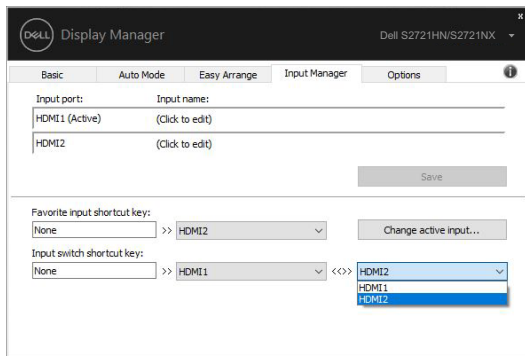 DELL Display Manager Dell S2721HN/S2721NX
x
Basic Auto Mode Easy Arrange Input Manager Options i
Input port: Input name:
HDMI1 (Active) (Click to edit)
HDMI2 (Click to edit)
Save
Favorite input shortcut key:
None >> HDMI2 Change active input...
Input switch shortcut key:
None >> HDMI1 <<>> HDMI2
HDMI1
HDMI2